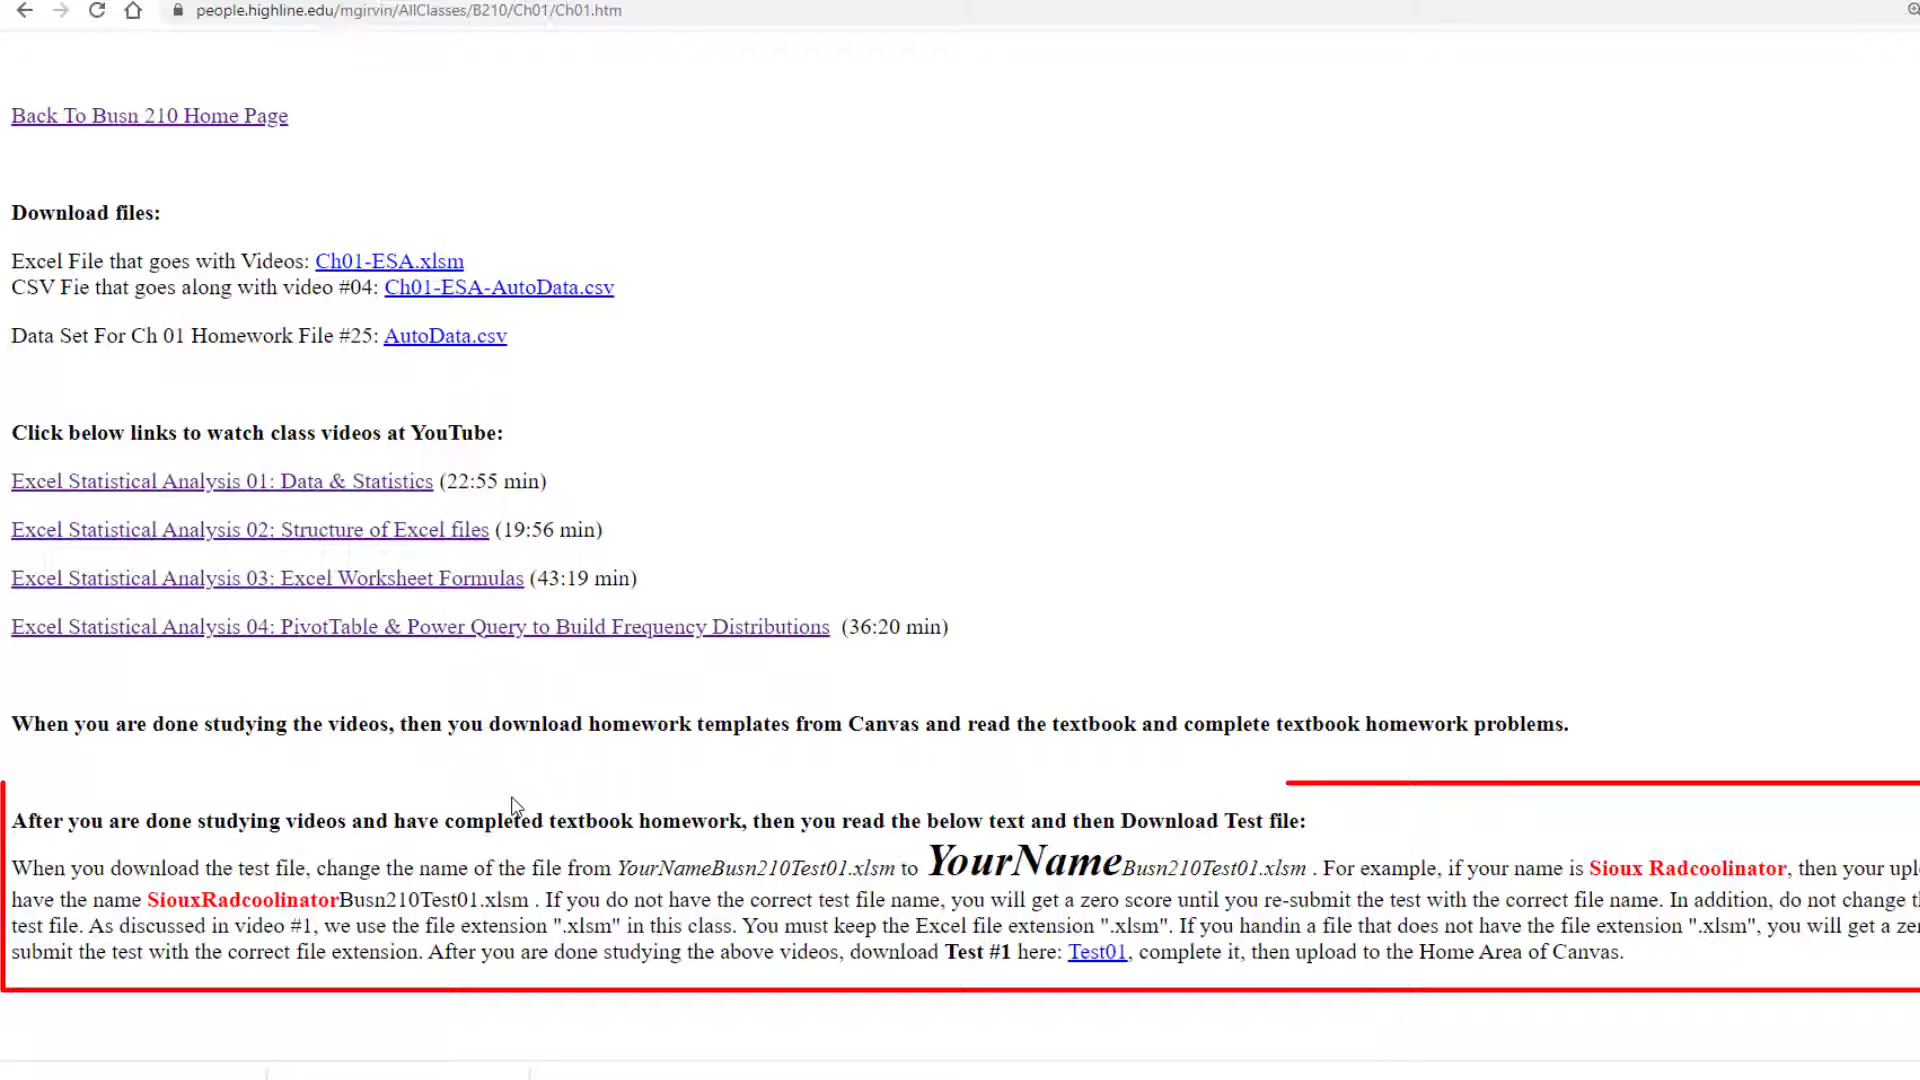 people.highline.edu/mgirvin/AllClasses/B210/Ch01/Ch01.htm
Back To Busn 210 Home Page
Download files:
Excel File that goes with Videos: Ch01-ESA.xlsm
CSV Fie that goes along with video #04: Ch01-ESA-AutoData.csv
Data Set For Ch 01 Homework File #25: AutoData.csv
Click below links to watch class videos at YouTube:
Excel Statistical Analysis 01: Data & Statistics (22:55 min)
Excel Statistical Analysis 02: Structure of Excel files (19:56 min)
Excel Statistical Analysis 03: Excel Worksheet Formulas (43:19 min)
Excel Statistical Analysis 04: PivotTable & Power Query to Build Frequency Distributions (36:20 min)
When you are done studying the videos, then you download homework templates from Canvas and read the textbook and complete textbook homework problems.
After you are done studying videos and have completed textbook homework, then you read the below text and then Download Test file:
When you download the test file, change the name of the file from YourNameBusn210Test01.xlsm to YourNameBusn210Test01.xlsm . For example, if your name is Sioux Radcoolinator, then your upl
have the name SiouxRadcoolinatorBusn210Test01.xlsm . If you do not have the correct test file name, you will get a zero score until you re-submit the test with the correct file name. In addition, do not change t
test file. As discussed in video #1, we use the file extension ".xlsm" in this class. You must keep the Excel file extension ".xlsm". If you handin a file that does not have the file extension ".xlsm", you will get a ze
submit the test with the correct file extension. After you are done studying the above videos, download Test #1 here: Test01, complete it, then upload to the Home Area of Canvas.